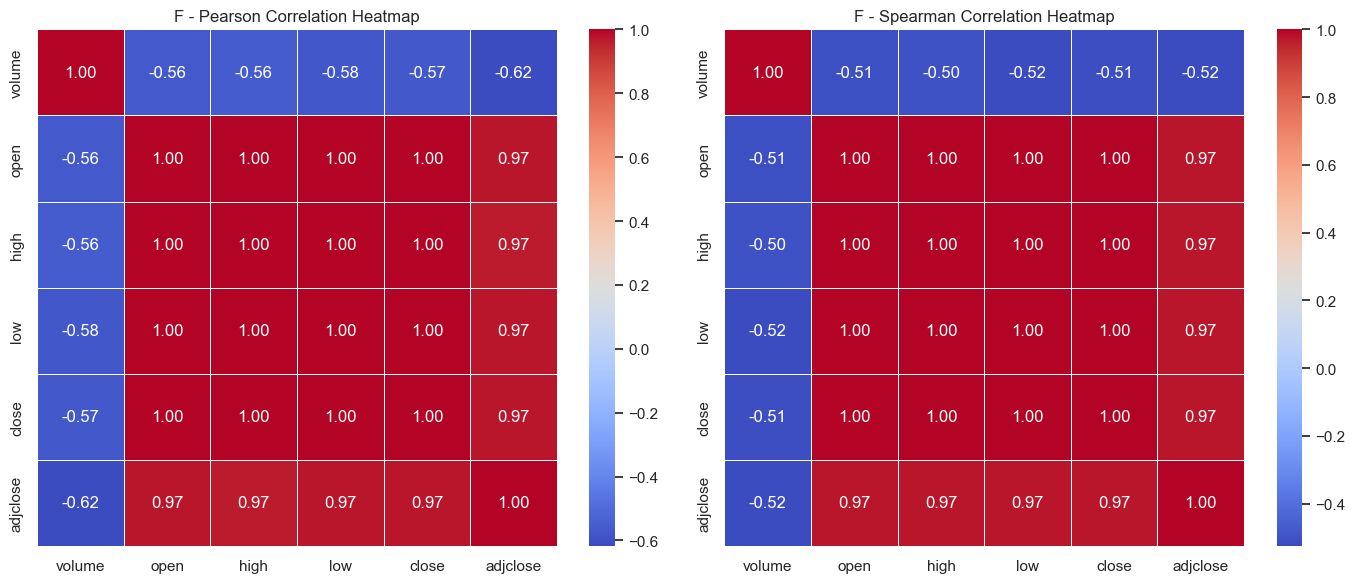 F - Pearson Correlation Heatmap
volume 1.00 -0.56 -0.56 -0.58 -0.57 -0.62
open -0.56 1.00 1.00 1.00 1.00 0.97
high -0.56 1.00 1.00 1.00 1.00 0.97
low -0.58 1.00 1.00 1.00 1.00 0.97
close -0.57 1.00 1.00 1.00 1.00 0.97
adjclose -0.62 0.97 0.97 0.97 0.97 1.00
volume open high low close adjclose
1.0
0.8
0.6
0.4
0.2
0.0
−0.2
−0.4
−0.6
F - Spearman Correlation Heatmap
volume 1.00 -0.51 -0.50 -0.52 -0.51 -0.52
open -0.51 1.00 1.00 1.00 1.00 0.97
high -0.50 1.00 1.00 1.00 1.00 0.97
low -0.52 1.00 1.00 1.00 1.00 0.97
close -0.51 1.00 1.00 1.00 1.00 0.97
adjclose -0.52 0.97 0.97 0.97 0.97 1.00
volume open high low close adjclose
1.0
0.8
0.6
0.4
0.2
0.0
−0.2
−0.4